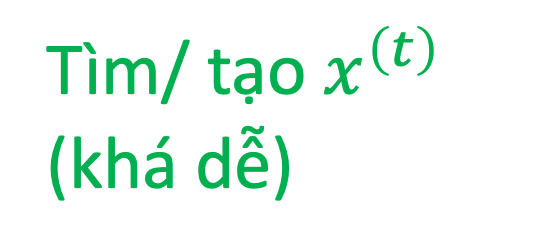 Tìm/ tạo 𝑥⁽ᵗ⁾
(khá dễ)